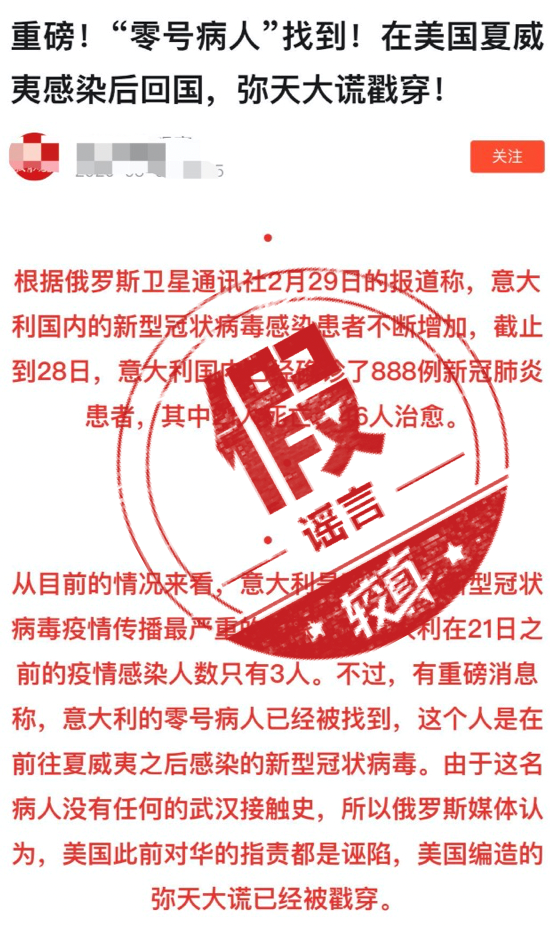 重磅！“零号病人”找到！在美国夏威
夷感染后回国，弥天大谎戳穿！
关注
根据俄罗斯卫星通讯社2月29日的报道称，意大
利国内的新型冠状病毒感染患者不断增加，截止
到28日，意大利国内已经确诊了888例新冠肺炎
患者，其中 人死亡 6人治愈。
假
谣言
较真
从目前的情况来看，意大利是 新型冠状
病毒疫情传播最严重的 利在21日之
前的疫情感染人数只有3人。不过，有重磅消息
称，意大利的零号病人已经被找到，这个人是在
前往夏威夷之后感染的新型冠状病毒。由于这名
病人没有任何的武汉接触史，所以俄罗斯媒体认
为，美国此前对华的指责都是诬陷，美国编造的
弥天大谎已经被戳穿。